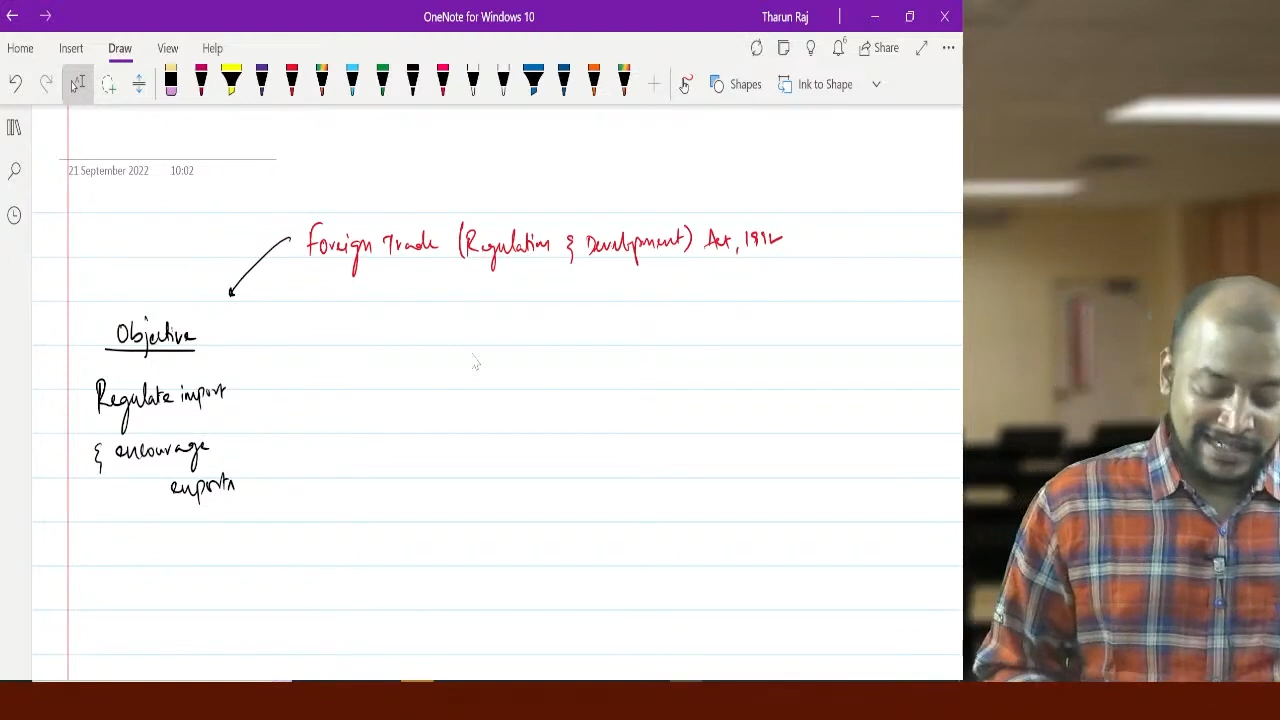 OneNote for Windows 10
Tharun Raj
Home Insert Draw View Help
6 Share
Shapes Ink to Shape
21 September 2022 10:02
Foreign Trade (Regulation & Development) Act, 1992
Objective
Regulate import
& encourage
exports